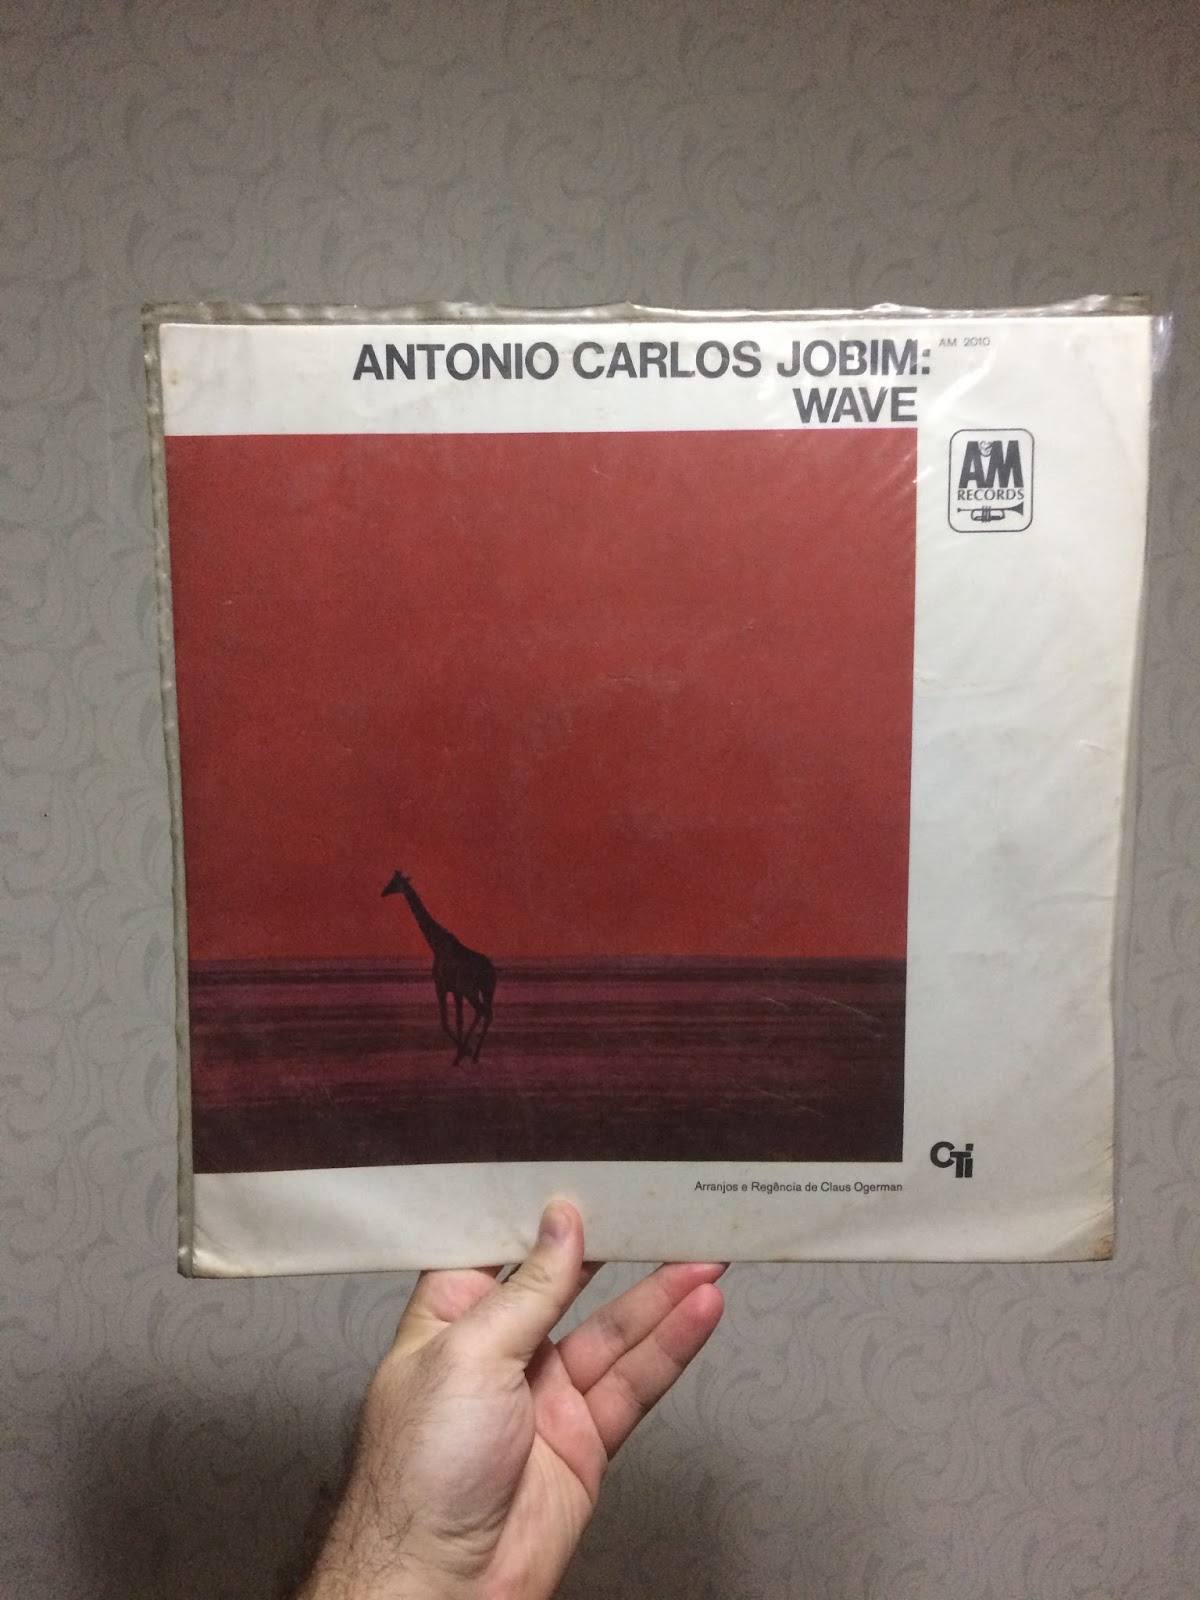 ANTONIO CARLOS JOBIM:
WAVE
AM 2010
A&M
RECORDS
CTi
Arranjos e Regência de Claus Ogerman